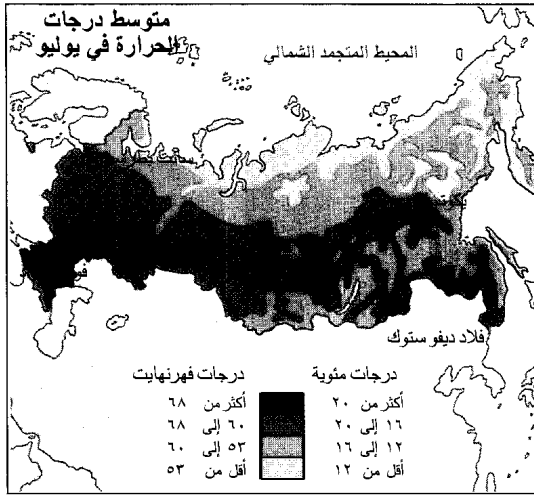 متوسط درجات
الحرارة في يوليو
المحيط المتجمد الشمالي
فلاد ديفو ستوك
درجات مئوية
درجات فهرنهايت
أكثر من ٢٠
أكثر من ٦٨
١٦ إلى ٢٠
٦٠ إلى ٦٨
١٢ إلى ١٦
٥٣ إلى ٦٠
أقل من ١٢
أقل من ٥٣